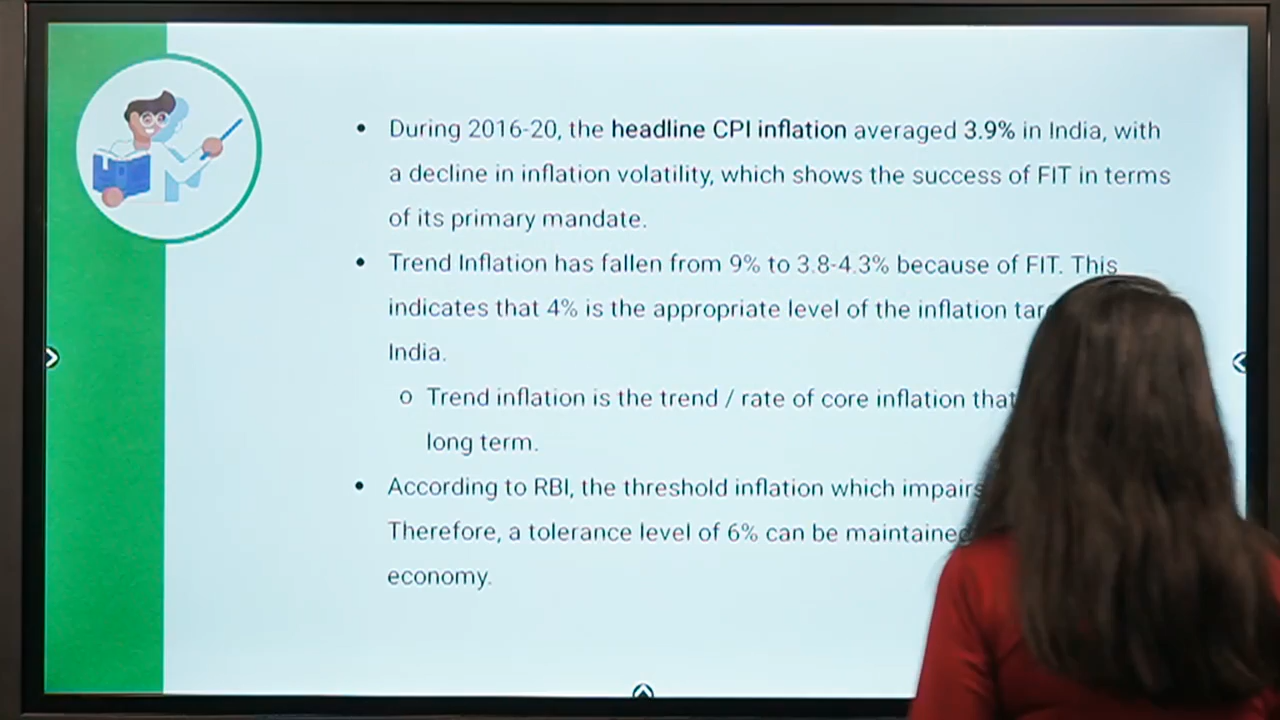 • During 2016-20, the headline CPI inflation averaged 3.9% in India, with
a decline in inflation volatility, which shows the success of FIT in terms
of its primary mandate.
• Trend Inflation has fallen from 9% to 3.8-4.3% because of FIT. This
indicates that 4% is the appropriate level of the inflation
India.
o Trend inflation is the trend / rate of core inflation that
long term.
• According to RBI, the threshold inflation which impairs
Therefore, a tolerance level of 6% can be maintained
economy.